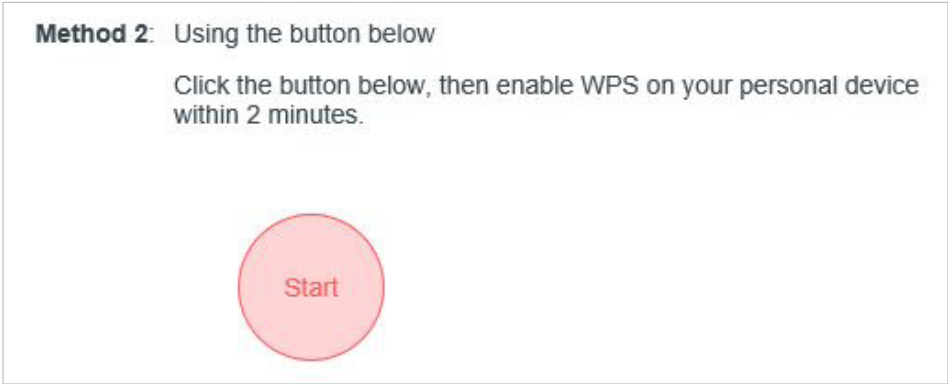 Method 2: Using the button below
Click the button below, then enable WPS on your personal device
within 2 minutes.
Start